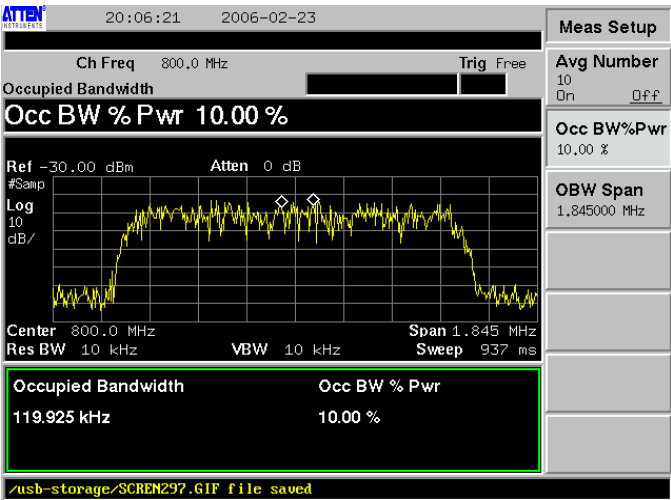 ATTEN
INSTRUMENTS
20:06:21 2006-02-23
Ch Freq 800.0 MHz Trig Free
Occupied Bandwidth
Occ BW % Pwr 10.00 %
Ref -30.00 dBm Atten 0 dB
#Samp
Log
10
dB/
Center 800.0 MHz Span 1.845 MHz
Res BW 10 kHz VBW 10 kHz Sweep 937 ms
Occupied Bandwidth Occ BW % Pwr
119.925 kHz 10.00 %
/usb-storage/SCREN297.GIF file saved
Meas Setup
Avg Number
10
On Off
Occ BW%Pwr
10.00 %
OBW Span
1.845000 MHz